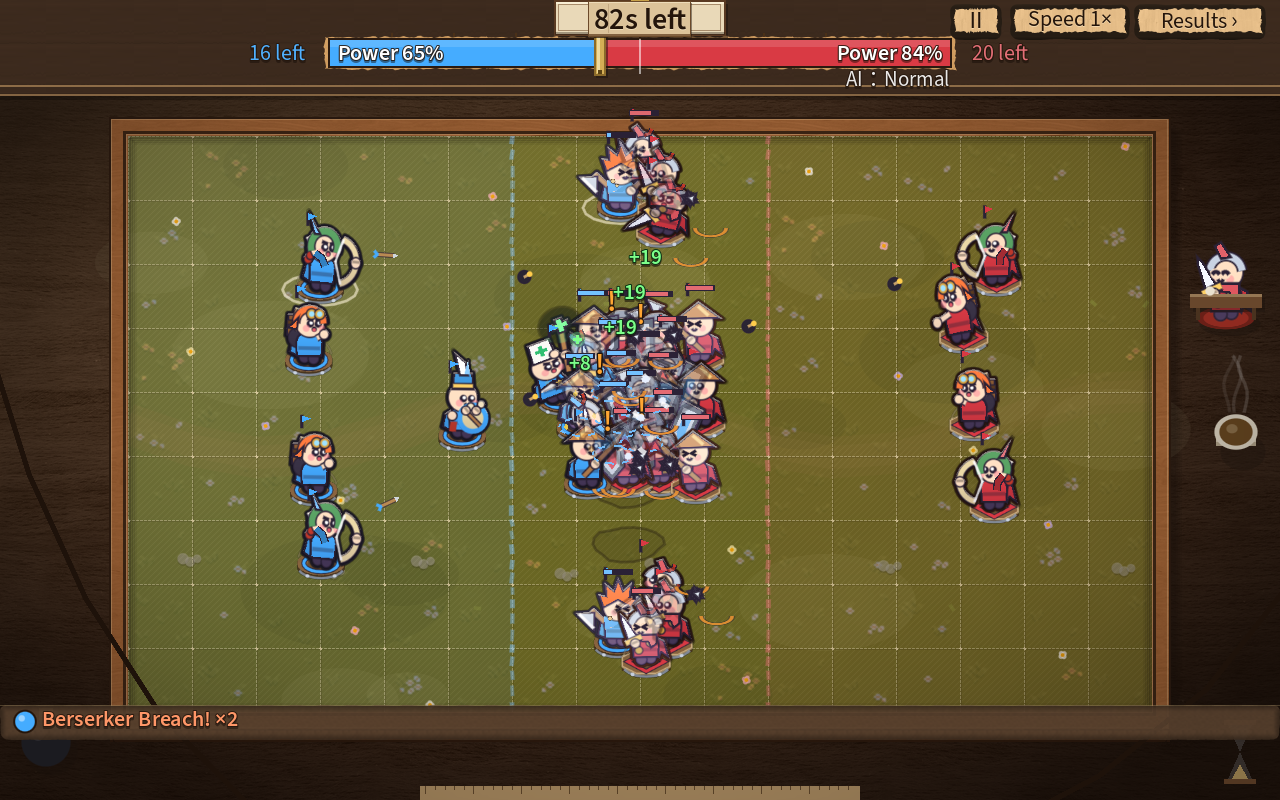 82s left
Speed 1×
Results ›
16 left
Power 65%
Power 84%
20 left
AI：Normal
+19
+19
+19
+8
Berserker Breach! ×2